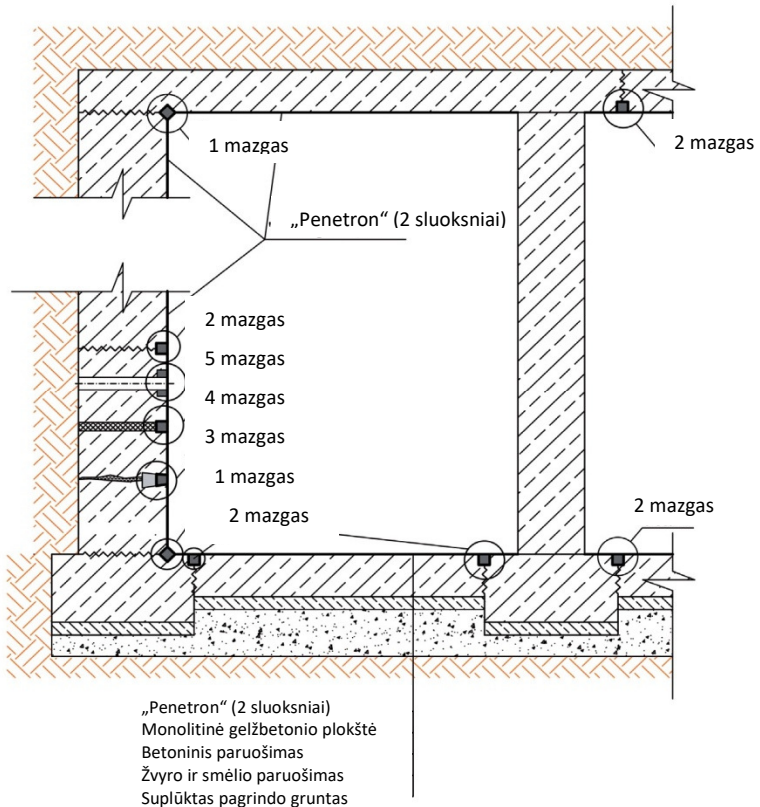 1 mazgas
2 mazgas
„Penetron“ (2 sluoksniai)
2 mazgas
5 mazgas
4 mazgas
3 mazgas
1 mazgas
2 mazgas
2 mazgas
„Penetron“ (2 sluoksniai)
Monolitinė gelžbetonio plokštė
Betoninis paruošimas
Žvyro ir smėlio paruošimas
Suplūktas pagrindo gruntas